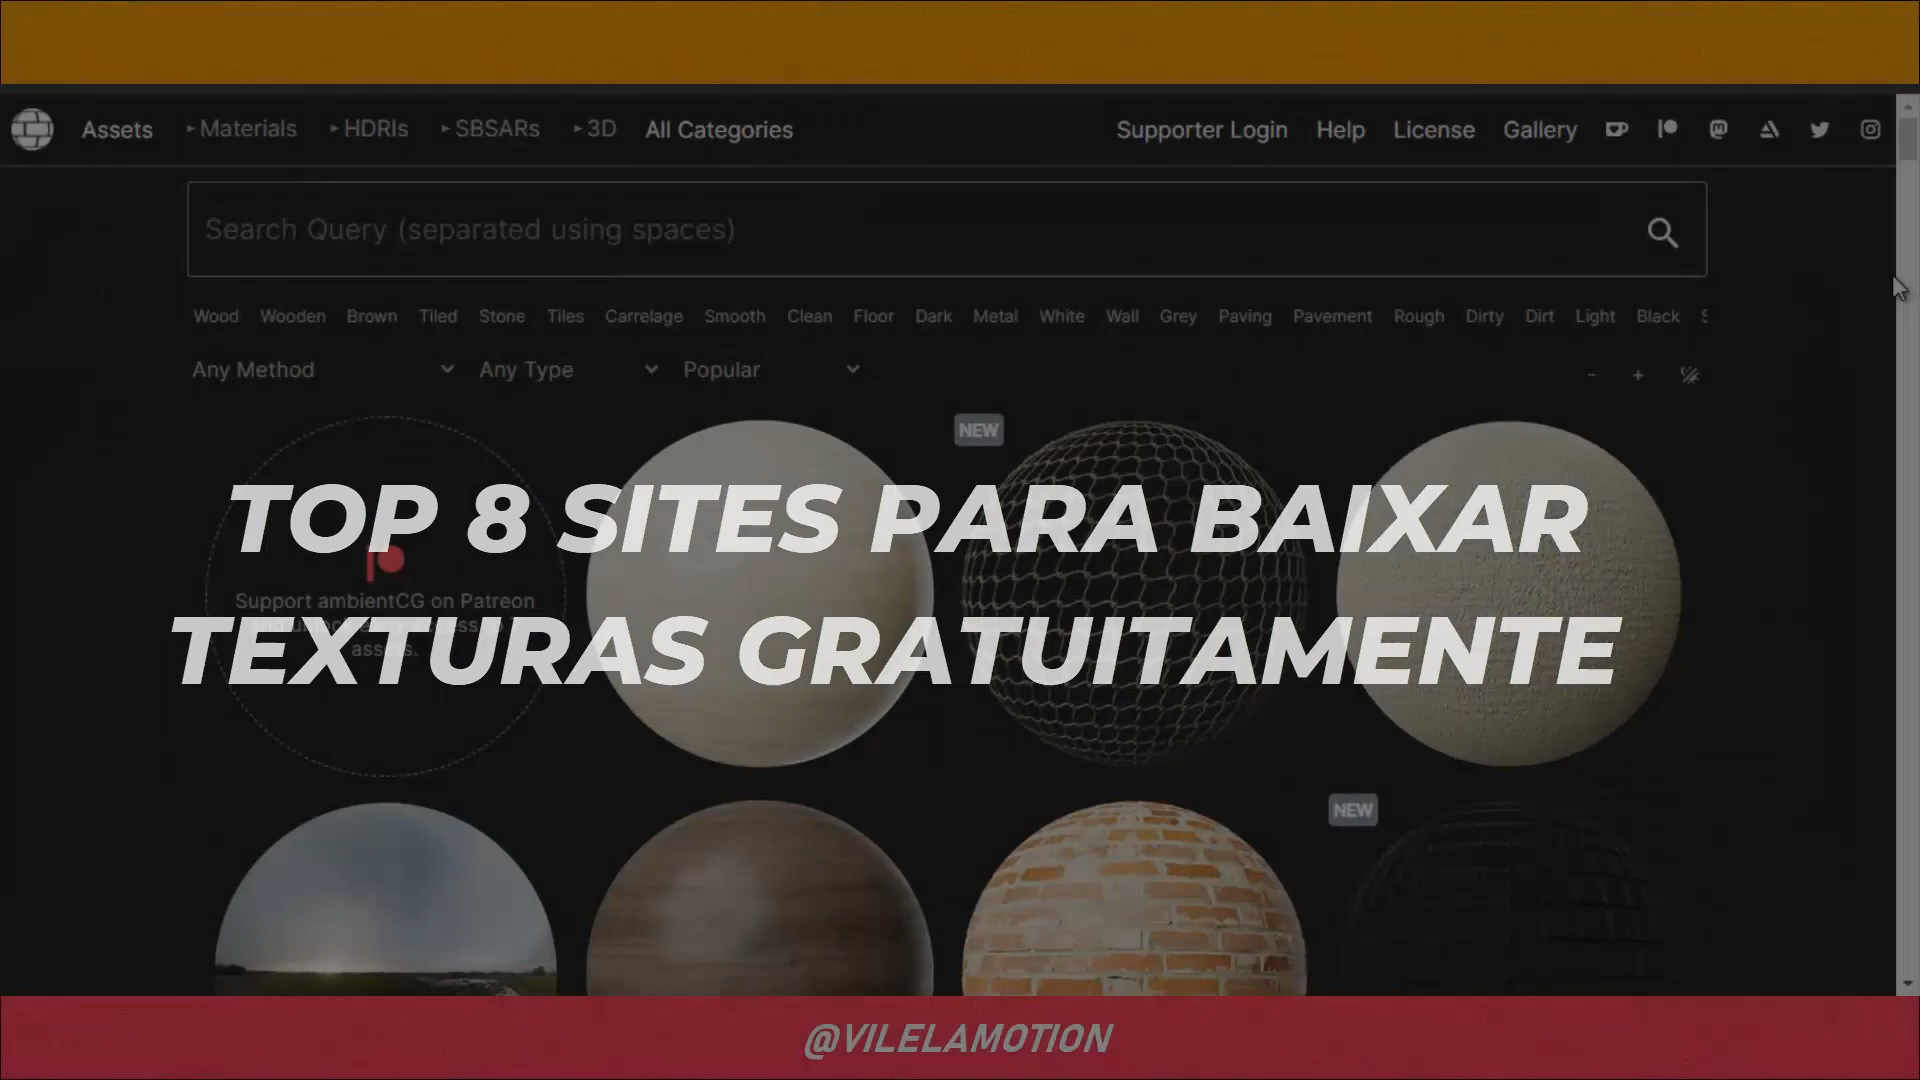 Assets Materials HDRIs SBSARs 3D All Categories Supporter Login Help License Gallery
Search Query (separated using spaces)
Wood Wooden Brown Tiled Stone Tiles Carrelage Smooth Clean Floor Dark Metal White Wall Grey Paving Pavement Rough Dirty Dirt Light Black
Any Method Any Type Popular
NEW
TOP 8 SITES PARA BAIXAR
Support ambientCG on Patreon
assets.
TEXTURAS GRATUITAMENTE
NEW
@VILELAMOTION